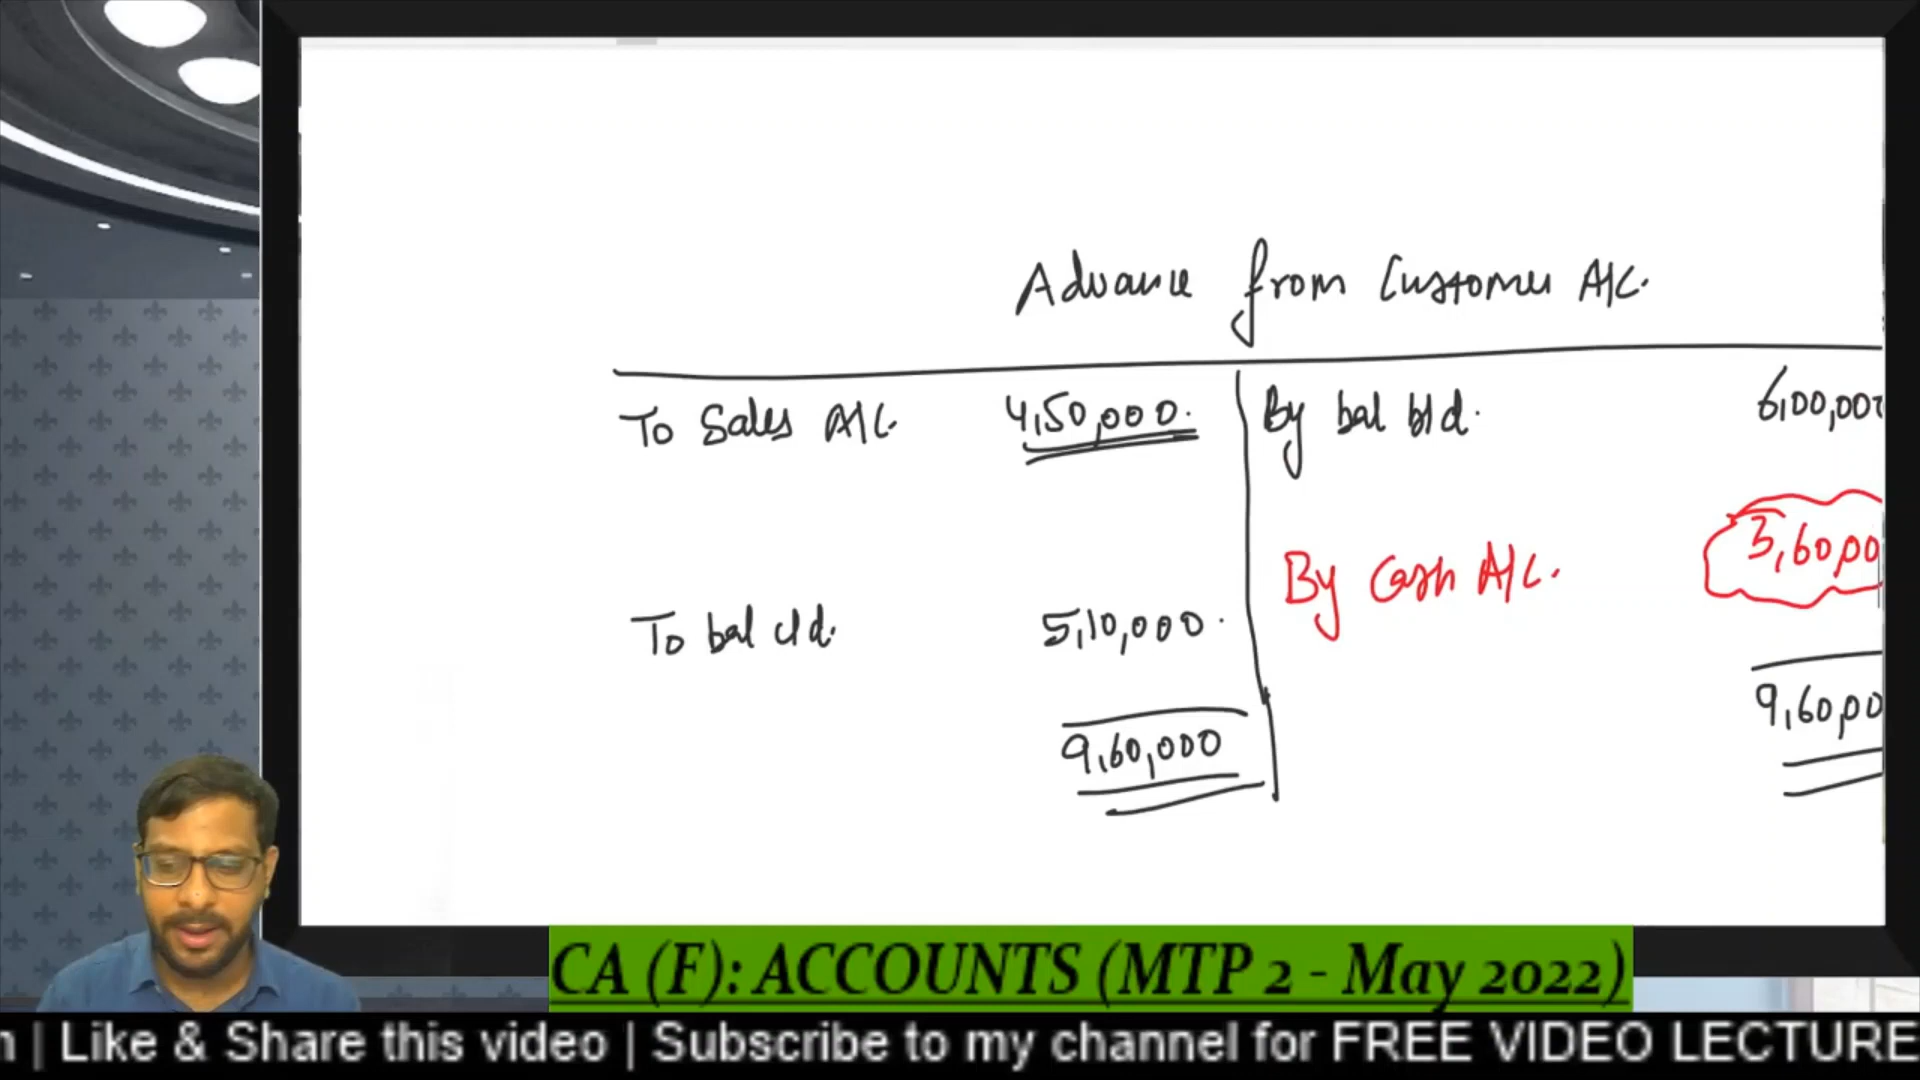 Advance from Customer A/c.
To Sales A/c. 4,50,000. By bal b/d. 6,00,000
By Cash A/c. 3,60,00
To bal c/d. 5,10,000.
9,60,000 9,60,00
CA (F): ACCOUNTS (MTP 2 - May 2022)
| Like & Share this video | Subscribe to my channel for FREE VIDEO LECTURE